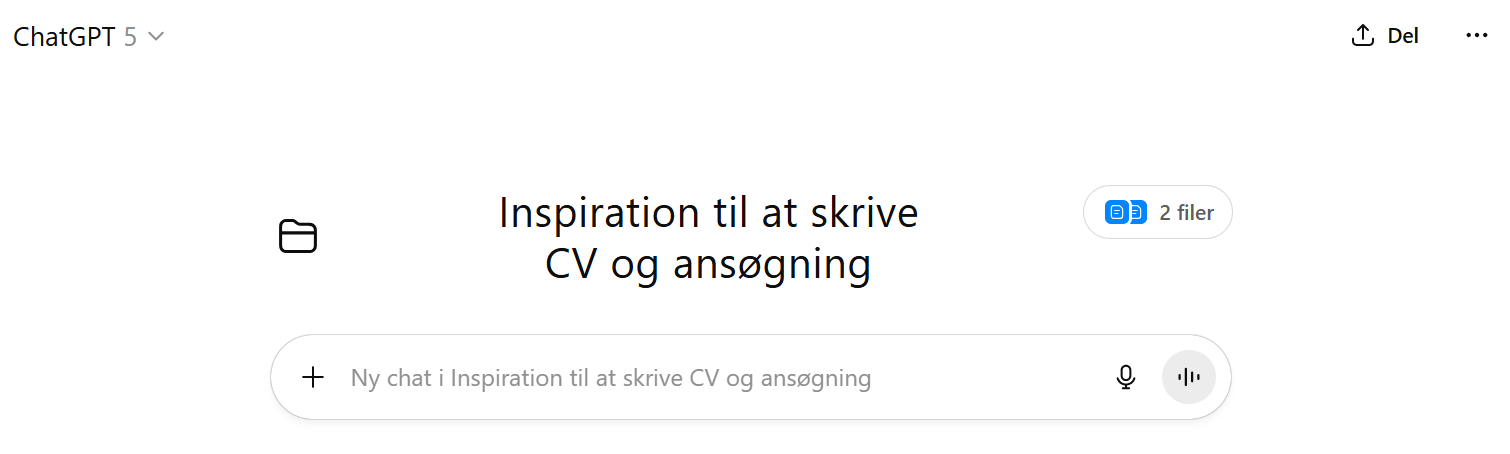 ChatGPT 5
Del
Inspiration til at skrive
CV og ansøgning
2 filer
Ny chat i Inspiration til at skrive CV og ansøgning